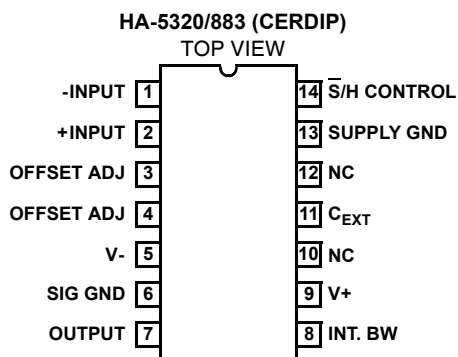 HA-5320/883 (CERDIP)
TOP VIEW
-INPUT 1 14 S̅/H CONTROL
+INPUT 2 13 SUPPLY GND
OFFSET ADJ 3 12 NC
OFFSET ADJ 4 11 C_EXT
V- 5 10 NC
SIG GND 6 9 V+
OUTPUT 7 8 INT. BW